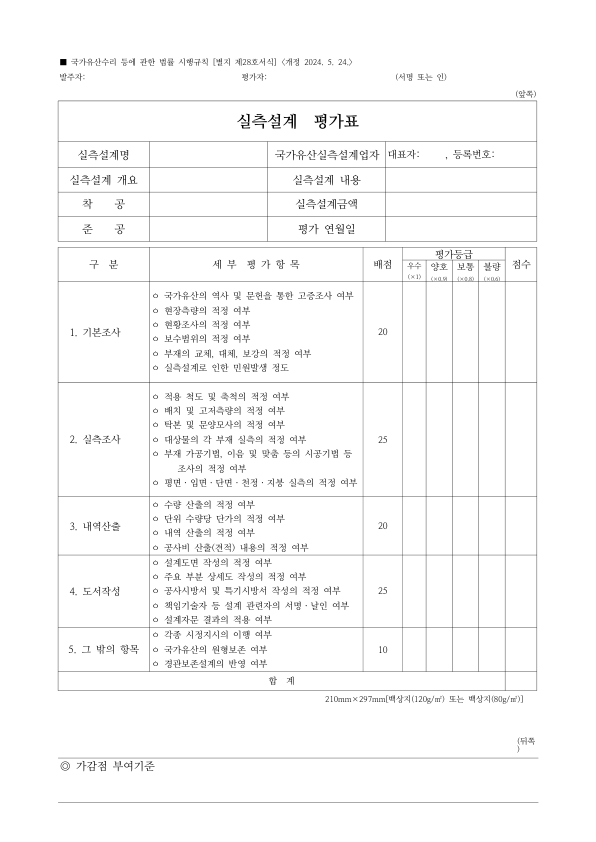 ■ 국가유산수리 등에 관한 법률 시행규칙 [별지 제28호서식] 〈개정 2024. 5. 24.〉
발주자: 평가자: (서명 또는 인)
(앞쪽)
실측설계 평가표
실측설계명 국가유산실측설계업자 대표자: , 등록번호:
실측설계 개요 실측설계 내용
착 공 실측설계금액
준 공 평가 연월일
구 분 세 부 평 가 항 목 배점 평가등급 점수
우수 양호 보통 불량
(×1) (×0.9) (×0.8) (×0.6)
1. 기본조사 20
ㅇ 국가유산의 역사 및 문헌을 통한 고증조사 여부
ㅇ 현장측량의 적정 여부
ㅇ 현황조사의 적정 여부
ㅇ 보수범위의 적정 여부
ㅇ 부재의 교체, 대체, 보강의 적정 여부
ㅇ 실측설계로 인한 민원발생 정도
2. 실측조사 25
ㅇ 적용 척도 및 축척의 적정 여부
ㅇ 배치 및 고저측량의 적정 여부
ㅇ 탁본 및 문양모사의 적정 여부
ㅇ 대상물의 각 부재 실측의 적정 여부
ㅇ 부재 가공기법, 이음 및 맞춤 등의 시공기법 등
조사의 적정 여부
ㅇ 평면ㆍ입면ㆍ단면ㆍ천정ㆍ지붕 실측의 적정 여부
3. 내역산출 20
ㅇ 수량 산출의 적정 여부
ㅇ 단위 수량당 단가의 적정 여부
ㅇ 내역 산출의 적정 여부
ㅇ 공사비 산출(견적) 내용의 적정 여부
4. 도서작성 25
ㅇ 설계도면 작성의 적정 여부
ㅇ 주요 부분 상세도 작성의 적정 여부
ㅇ 공사시방서 및 특기시방서 작성의 적정 여부
ㅇ 책임기술자 등 설계 관련자의 서명ㆍ날인 여부
ㅇ 설계자문 결과의 적용 여부
5. 그 밖의 항목 10
ㅇ 각종 시정지시의 이행 여부
ㅇ 국가유산의 원형보존 여부
ㅇ 경관보존설계의 반영 여부
합 계
210mm×297mm[백상지(120g/㎡) 또는 백상지(80g/㎡)]
(뒤쪽
)
◎ 가감점 부여기준